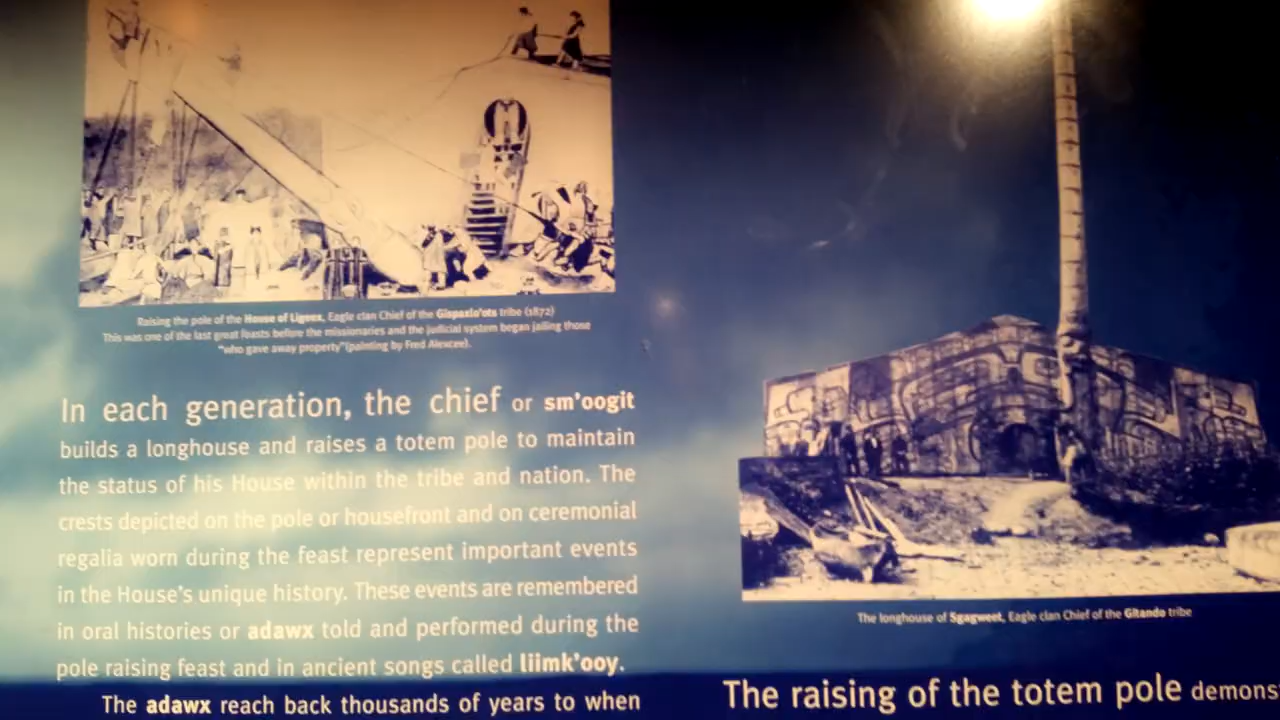 Raising the pole of the House of Ligeex, Eagle clan Chief of the Gispaxlo'ots tribe (1872)
This was one of the last great feasts before the missionaries and the judicial system began jailing those
"who gave away property"(painting by Fred Alexcee).
In each generation, the chief or sm'oogit
builds a longhouse and raises a totem pole to maintain
the status of his House within the tribe and nation. The
crests depicted on the pole or housefront and on ceremonial
regalia worn during the feast represent important events
in the House's unique history. These events are remembered
in oral histories or adawx told and performed during the
pole raising feast and in ancient songs called liimk'ooy.
The adawx reach back thousands of years to when
The longhouse of Sgagweet, Eagle clan Chief of the Gitando tribe
The raising of the totem pole demons